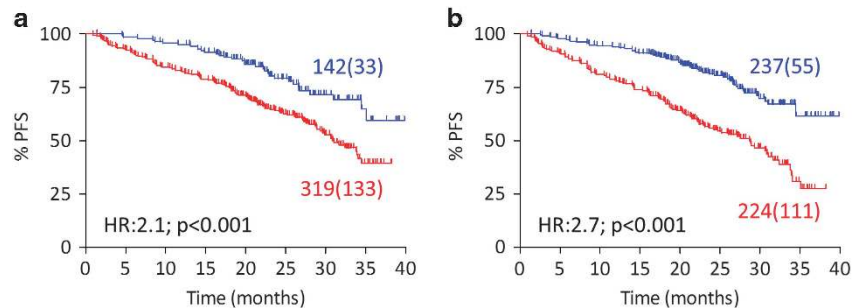 a
100
75
50
25
0
% PFS
142(33)
319(133)
HR:2.1; p<0.001
0 5 10 15 20 25 30 35 40
Time (months)
b
100
75
50
25
0
% PFS
237(55)
224(111)
HR:2.7; p<0.001
0 5 10 15 20 25 30 35 40
Time (months)